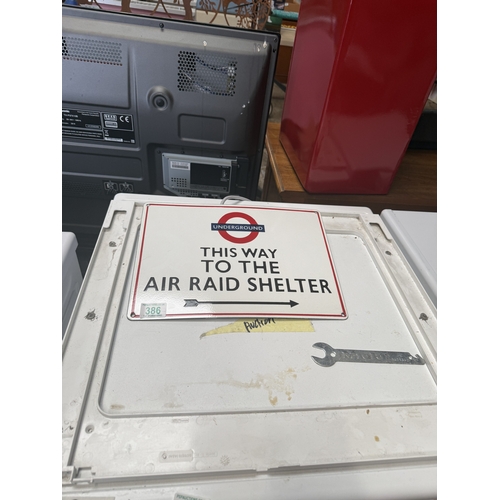 UNDERGROUND
THIS WAY
TO THE
AIR RAID SHELTER
386